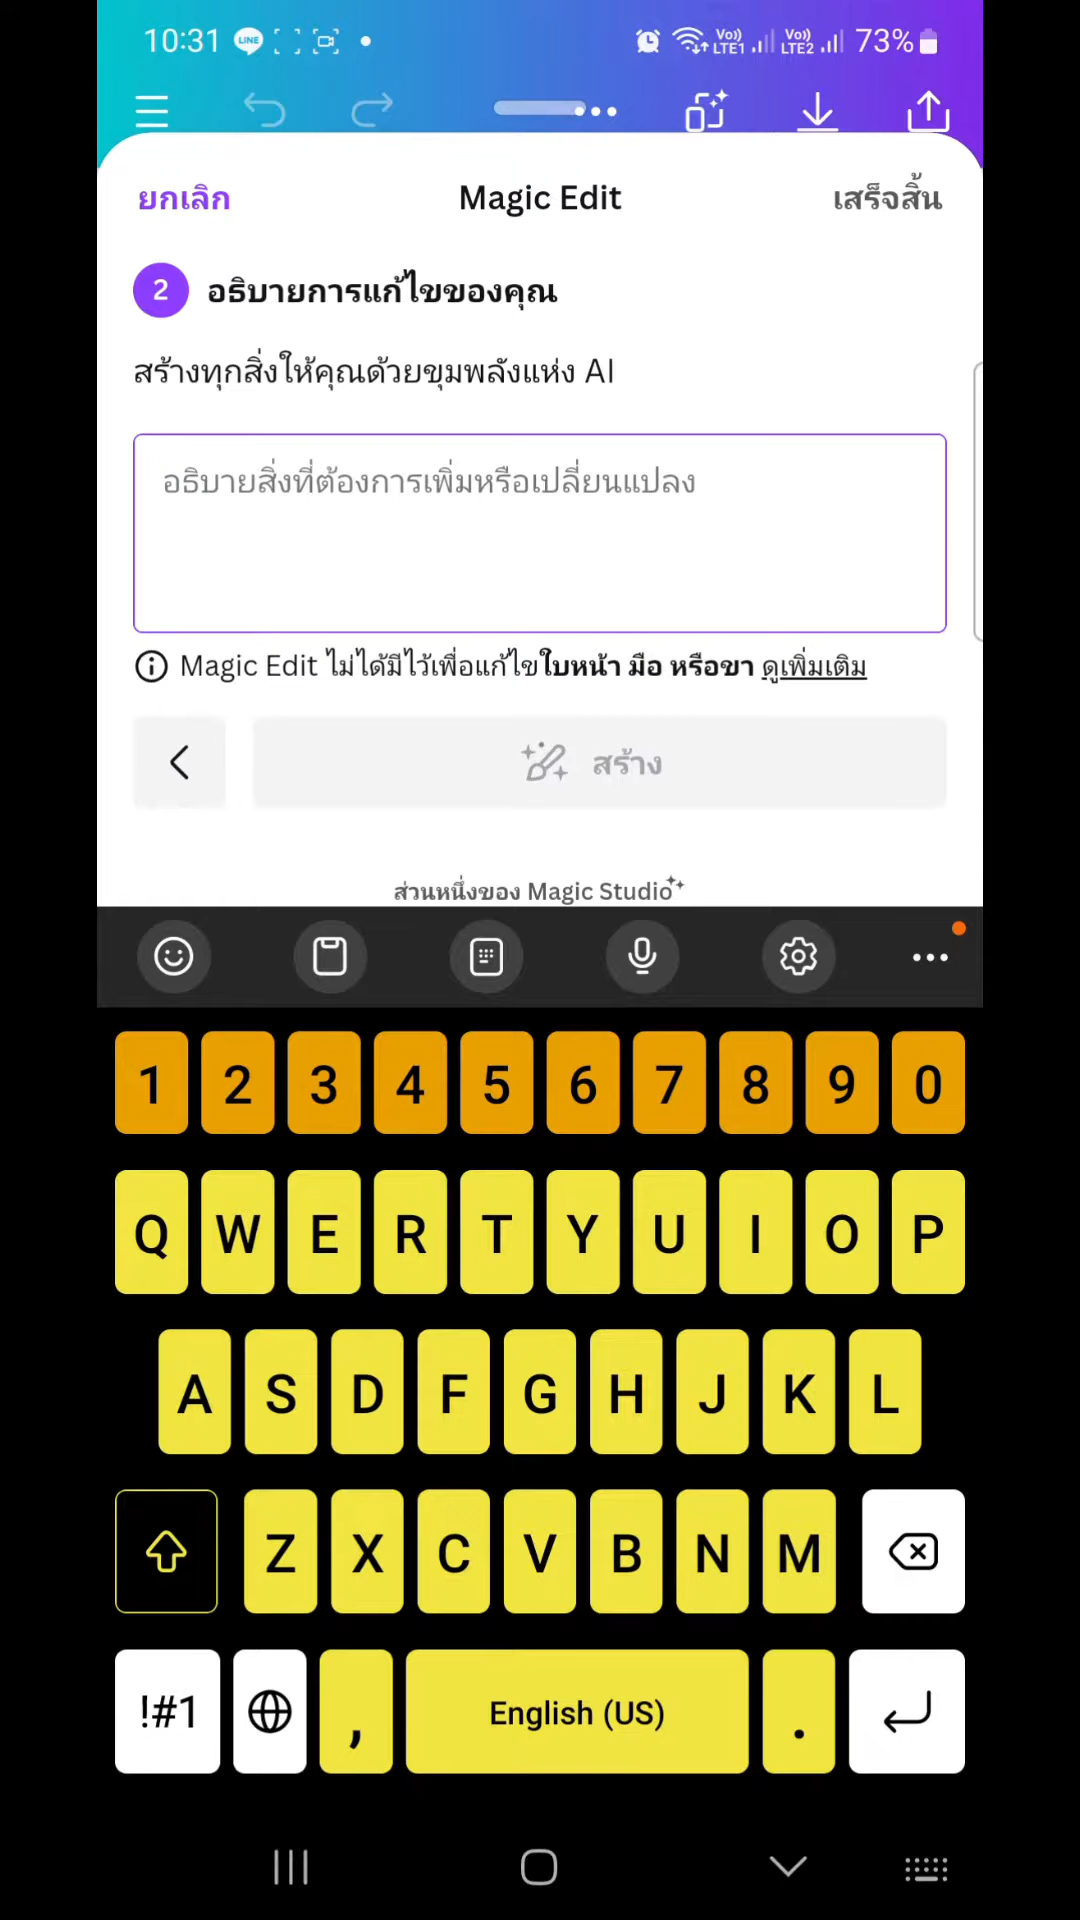 10:31 LINE Vo) LTE1 Vo) LTE2 73%
ยกเลิก Magic Edit เสร็จสิ้น
2 อธิบายการแก้ไขของคุณ
สร้างทุกสิ่งให้คุณด้วยขุมพลังแห่ง AI
อธิบายสิ่งที่ต้องการเพิ่มหรือเปลี่ยนแปลง
Magic Edit ไม่ได้มีไว้เพื่อแก้ไขใบหน้า มือ หรือขา ดูเพิ่มเติม
สร้าง
ส่วนหนึ่งของ Magic Studio
1 2 3 4 5 6 7 8 9 0
Q W E R T Y U I O P
A S D F G H J K L
Z X C V B N M
!#1 , English (US) .